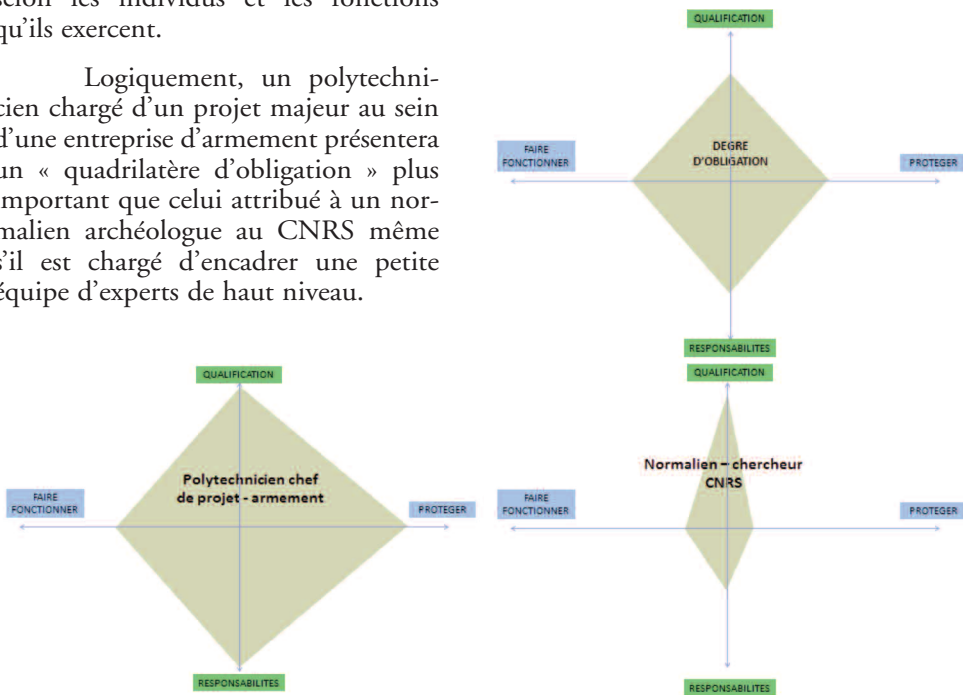 selon les individus et les fonctions
qu'ils exercent.
Logiquement, un polytechni-
cien chargé d'un projet majeur au sein
d'une entreprise d'armement présentera
un « quadrilatère d'obligation » plus
important que celui attribué à un nor-
malien archéologue au CNRS même
s'il est chargé d'encadrer une petite
équipe d'experts de haut niveau.
QUALIFICATION
DEGRE
D'OBLIGATION
FAIRE
FONCTIONNER
PROTEGER
RESPONSABILITES
QUALIFICATION
Polytechnicien chef
de projet - armement
FAIRE
FONCTIONNER
PROTEGER
RESPONSABILITES
QUALIFICATION
Normalien – chercheur
CNRS
FAIRE
FONCTIONNER
PROTEGER
RESPONSABILITES